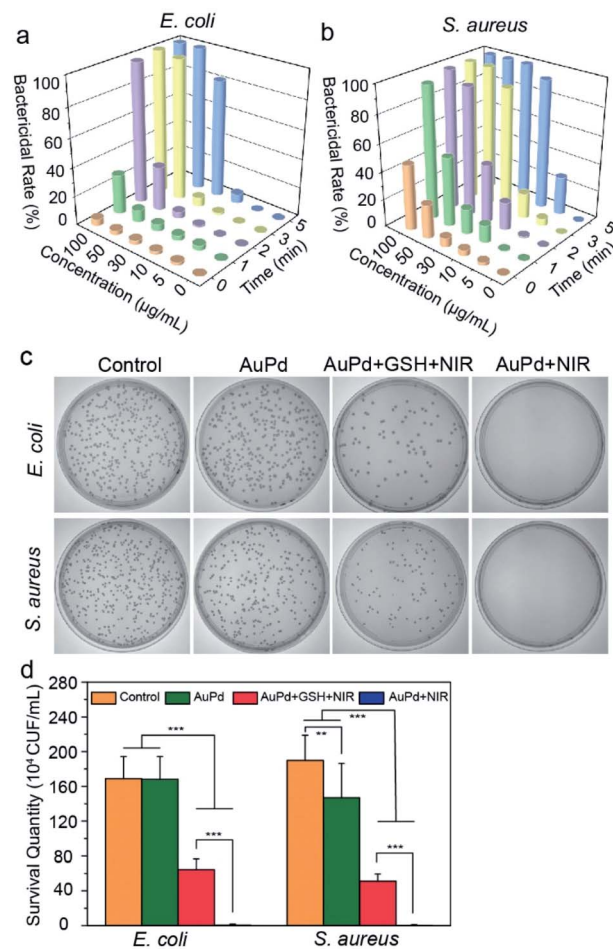 a
E. coli
Bactericidal Rate (%)
100
80
60
40
20
0
100
50
30
10
5
0
Concentration (μg/mL)
0
1
2
3
5
Time (min)
b
S. aureus
Bactericidal Rate (%)
100
80
60
40
20
0
100
50
30
10
5
0
Concentration (μg/mL)
0
1
2
3
5
Time (min)
c
Control AuPd AuPd+GSH+NIR AuPd+NIR
E. coli
S. aureus
d
Survival Quantity (10⁴ CUF/mL)
280
240
200
160
120
80
40
0
Control AuPd AuPd+GSH+NIR AuPd+NIR
***
***
**
***
***
E. coli S. aureus